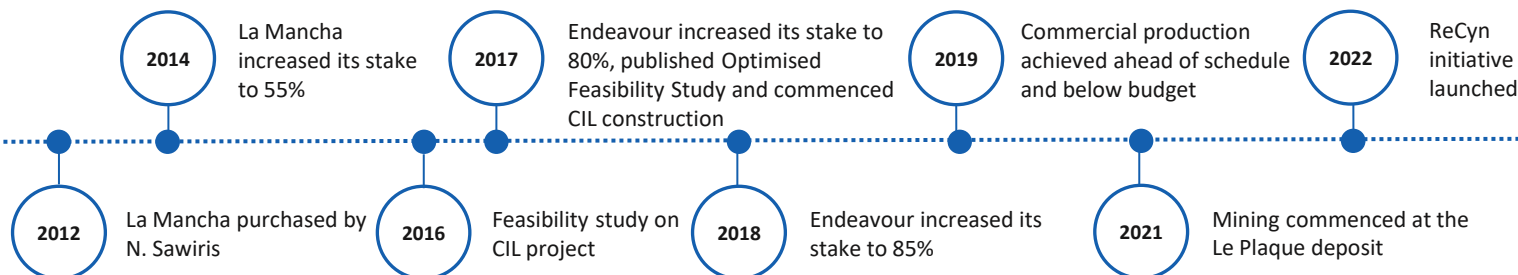 2014
La Mancha
increased its stake
to 55%
2017
Endeavour increased its stake to
80%, published Optimised
Feasibility Study and commenced
CIL construction
2019
Commercial production
achieved ahead of schedule
and below budget
2022
ReCyn
initiative
launched
2012
La Mancha purchased by
N. Sawiris
2016
Feasibility study on
CIL project
2018
Endeavour increased its
stake to 85%
2021
Mining commenced at the
Le Plaque deposit